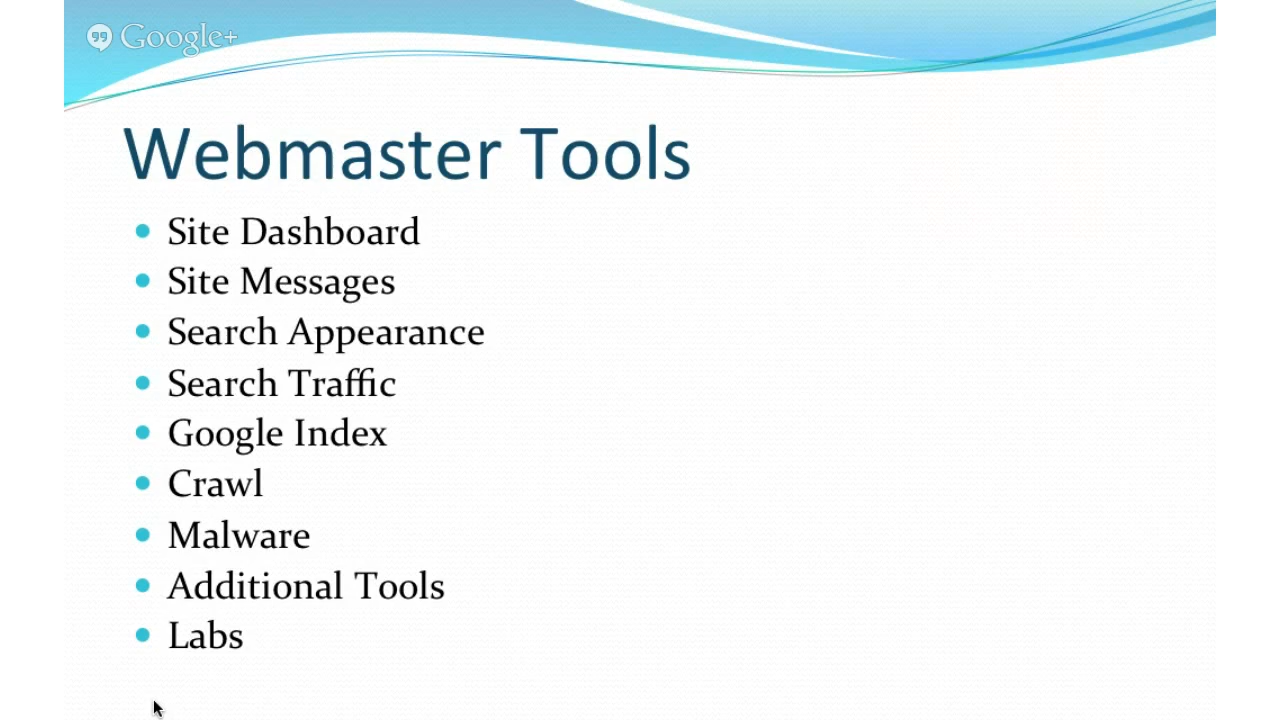 Google+
Webmaster Tools
Site Dashboard
Site Messages
Search Appearance
Search Traffic
Google Index
Crawl
Malware
Additional Tools
Labs